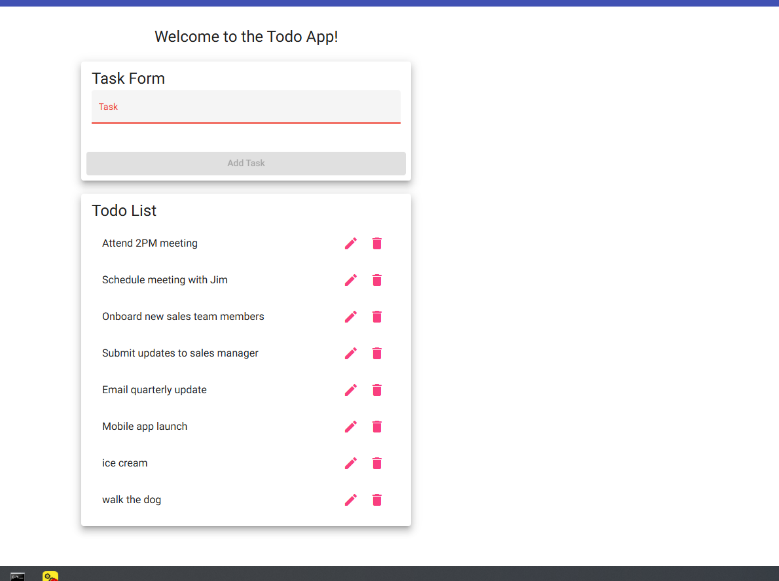 Welcome to the Todo App!
Task Form
Task
Add Task
Todo List
Attend 2PM meeting
Schedule meeting with Jim
Onboard new sales team members
Submit updates to sales manager
Email quarterly update
Mobile app launch
ice cream
walk the dog